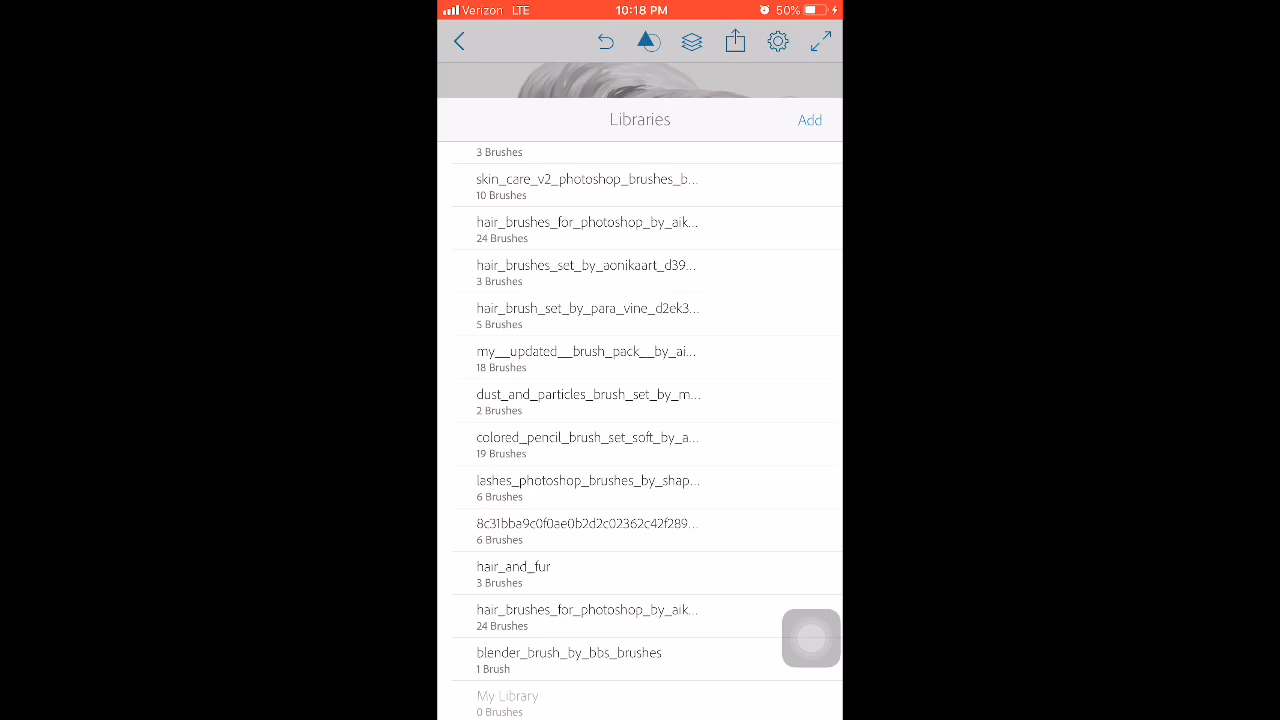 Verizon LTE 10:18 PM 50%
Libraries Add
3 Brushes
skin_care_v2_photoshop_brushes_b...
10 Brushes
hair_brushes_for_photoshop_by_aik...
24 Brushes
hair_brushes_set_by_aonikaart_d39...
3 Brushes
hair_brush_set_by_para_vine_d2ek3...
5 Brushes
my__updated__brush_pack__by_ai...
18 Brushes
dust_and_particles_brush_set_by_m...
2 Brushes
colored_pencil_brush_set_soft_by_a...
19 Brushes
lashes_photoshop_brushes_by_shap...
6 Brushes
8c31bba9c0f0ae0b2d2c02362c42f289...
6 Brushes
hair_and_fur
3 Brushes
hair_brushes_for_photoshop_by_aik...
24 Brushes
blender_brush_by_bbs_brushes
1 Brush
My Library
0 Brushes